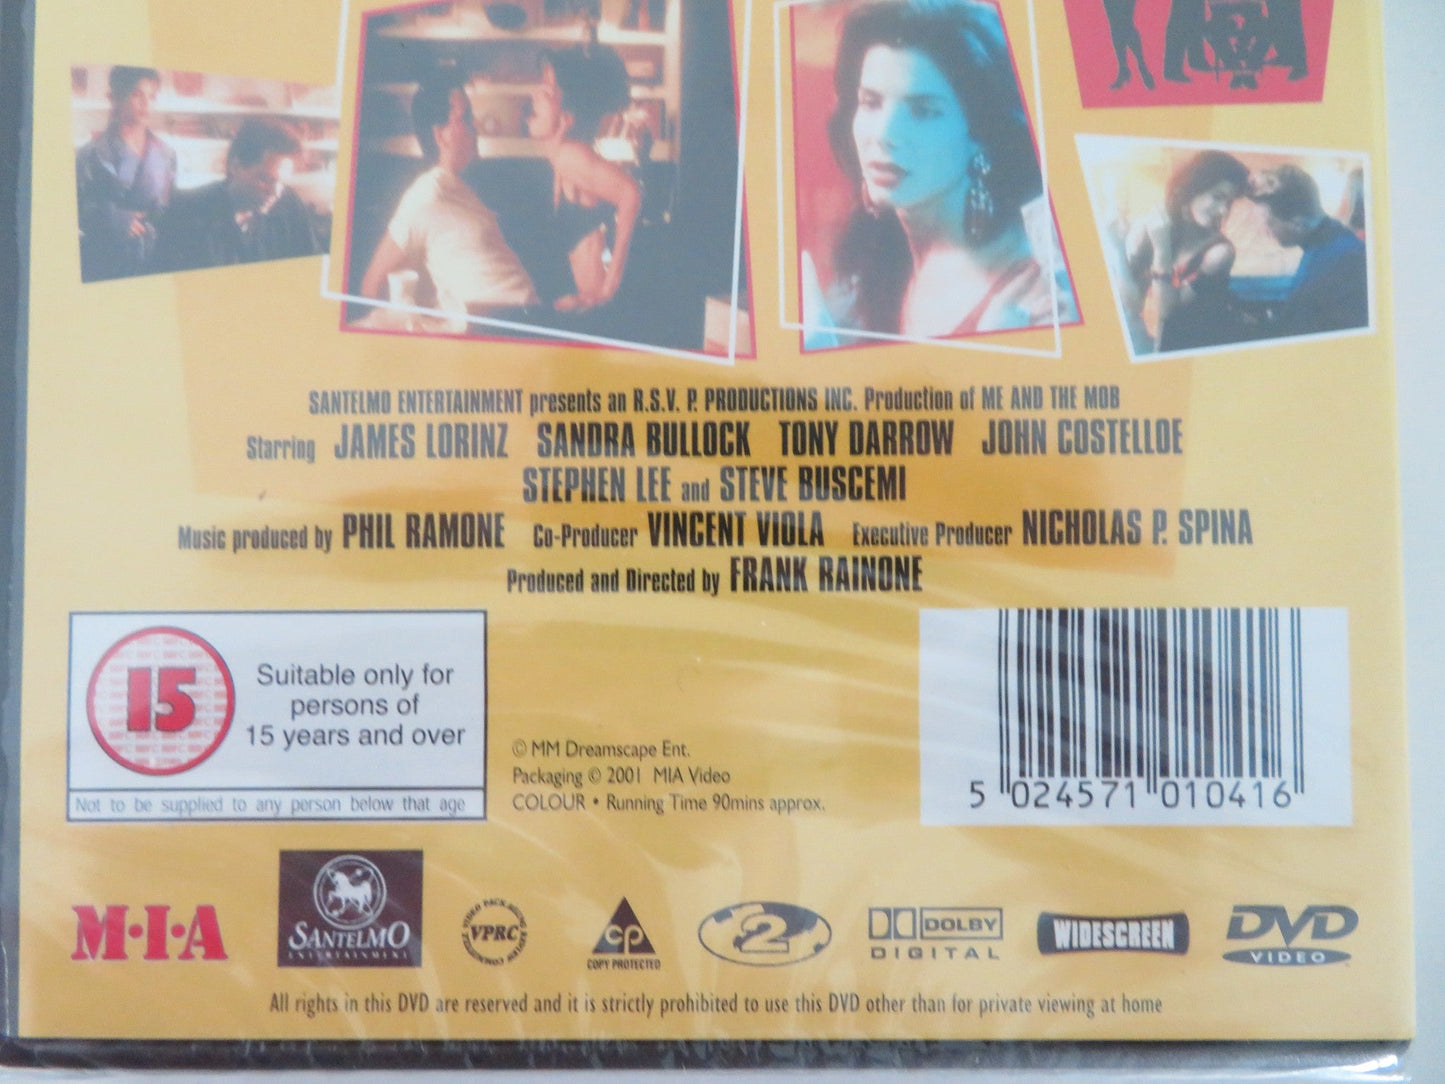 SANTELMO ENTERTAINMENT presents an R.S.V.P. PRODUCTIONS INC. Production of ME AND THE MOB
Starring JAMES LORINZ SANDRA BULLOCK TONY DARROW JOHN COSTELLOE
STEPHEN LEE and STEVE BUSCEMI
Music produced by PHIL RAMONE Co-Producer VINCENT VIOLA Executive Producer NICHOLAS P. SPINA
Produced and Directed by FRANK RAINONE
15
Suitable only for
persons of
15 years and over
Not to be supplied to any person below that age
© MM Dreamscape Ent.
Packaging © 2001 MIA Video
COLOUR • Running Time 90mins approx.
5 024571 010416
M·I·A
SANTELMO
ENTERTAINMENT
VPRC
CP
COPY PROTECTED
2
DOLBY
DIGITAL
WIDESCREEN
DVD
VIDEO
All rights in this DVD are reserved and it is strictly prohibited to use this DVD other than for private viewing at home